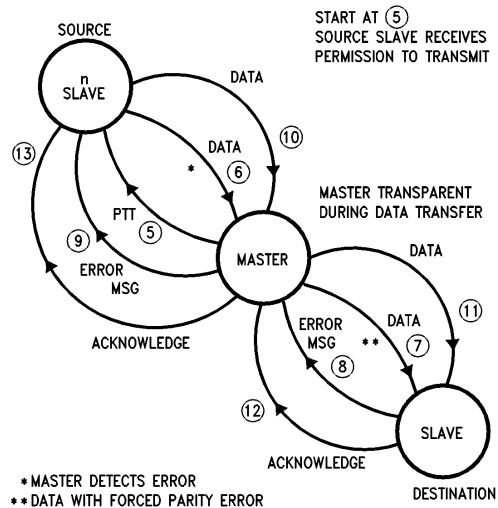 START AT 5
SOURCE SLAVE RECEIVES
PERMISSION TO TRANSMIT
SOURCE
n
SLAVE
DATA
13
10
DATA
* 6
PTT 5
9
ERROR
MSG
MASTER
MASTER TRANSPARENT
DURING DATA TRANSFER
DATA
ACKNOWLEDGE
ERROR
MSG
8
** DATA
7
11
12
SLAVE
ACKNOWLEDGE
DESTINATION
*MASTER DETECTS ERROR
**DATA WITH FORCED PARITY ERROR